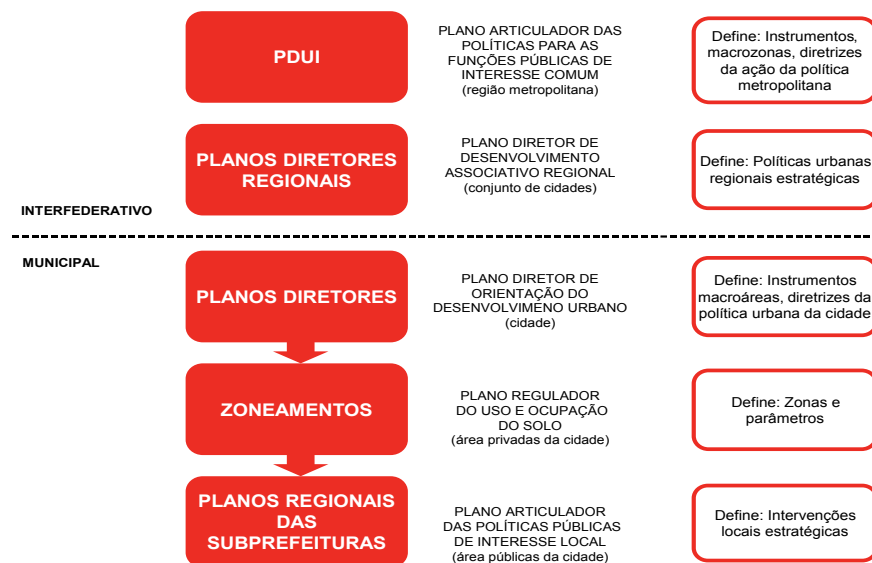 PDUI
PLANO ARTICULADOR DAS
POLÍTICAS PARA AS
FUNÇÕES PÚBLICAS DE
INTERESSE COMUM
(região metropolitana)
Define: Instrumentos,
macrozonas, diretrizes
da ação da política
metropolitana
PLANOS DIRETORES
REGIONAIS
PLANO DIRETOR DE
DESENVOLVIMENTO
ASSOCIATIVO REGIONAL
(conjunto de cidades)
Define: Políticas urbanas
regionais estratégicas
INTERFEDERATIVO
MUNICIPAL
PLANOS DIRETORES
PLANO DIRETOR DE
ORIENTAÇÃO DO
DESENVOLVIMENO URBANO
(cidade)
Define: Instrumentos
macroáreas, diretrizes da
política urbana da cidade
ZONEAMENTOS
PLANO REGULADOR
DO USO E OCUPAÇÃO
DO SOLO
(área privadas da cidade)
Define: Zonas e
parâmetros
PLANOS REGIONAIS
DAS
SUBPREFEITURAS
PLANO ARTICULADOR
DAS POLÍTICAS PÚBLICAS
DE INTERESSE LOCAL
(área públicas da cidade)
Define: Intervenções
locais estratégicas